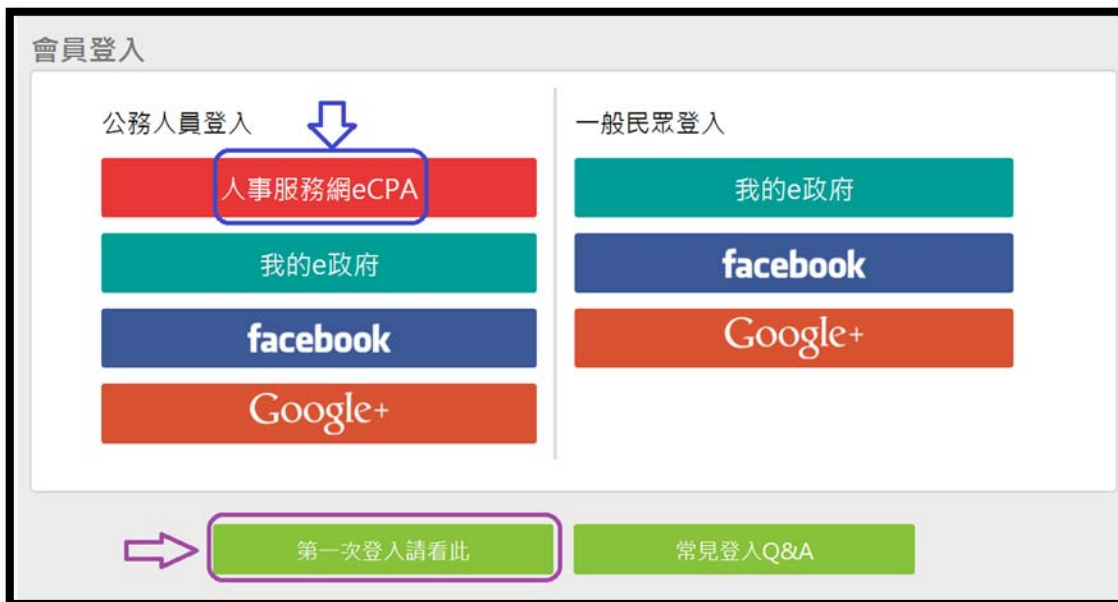 會員登入
公務人員登入
人事服務網eCPA
我的e政府
facebook
Google+
一般民眾登入
我的e政府
facebook
Google+
第一次登入請看此
常見登入Q&A